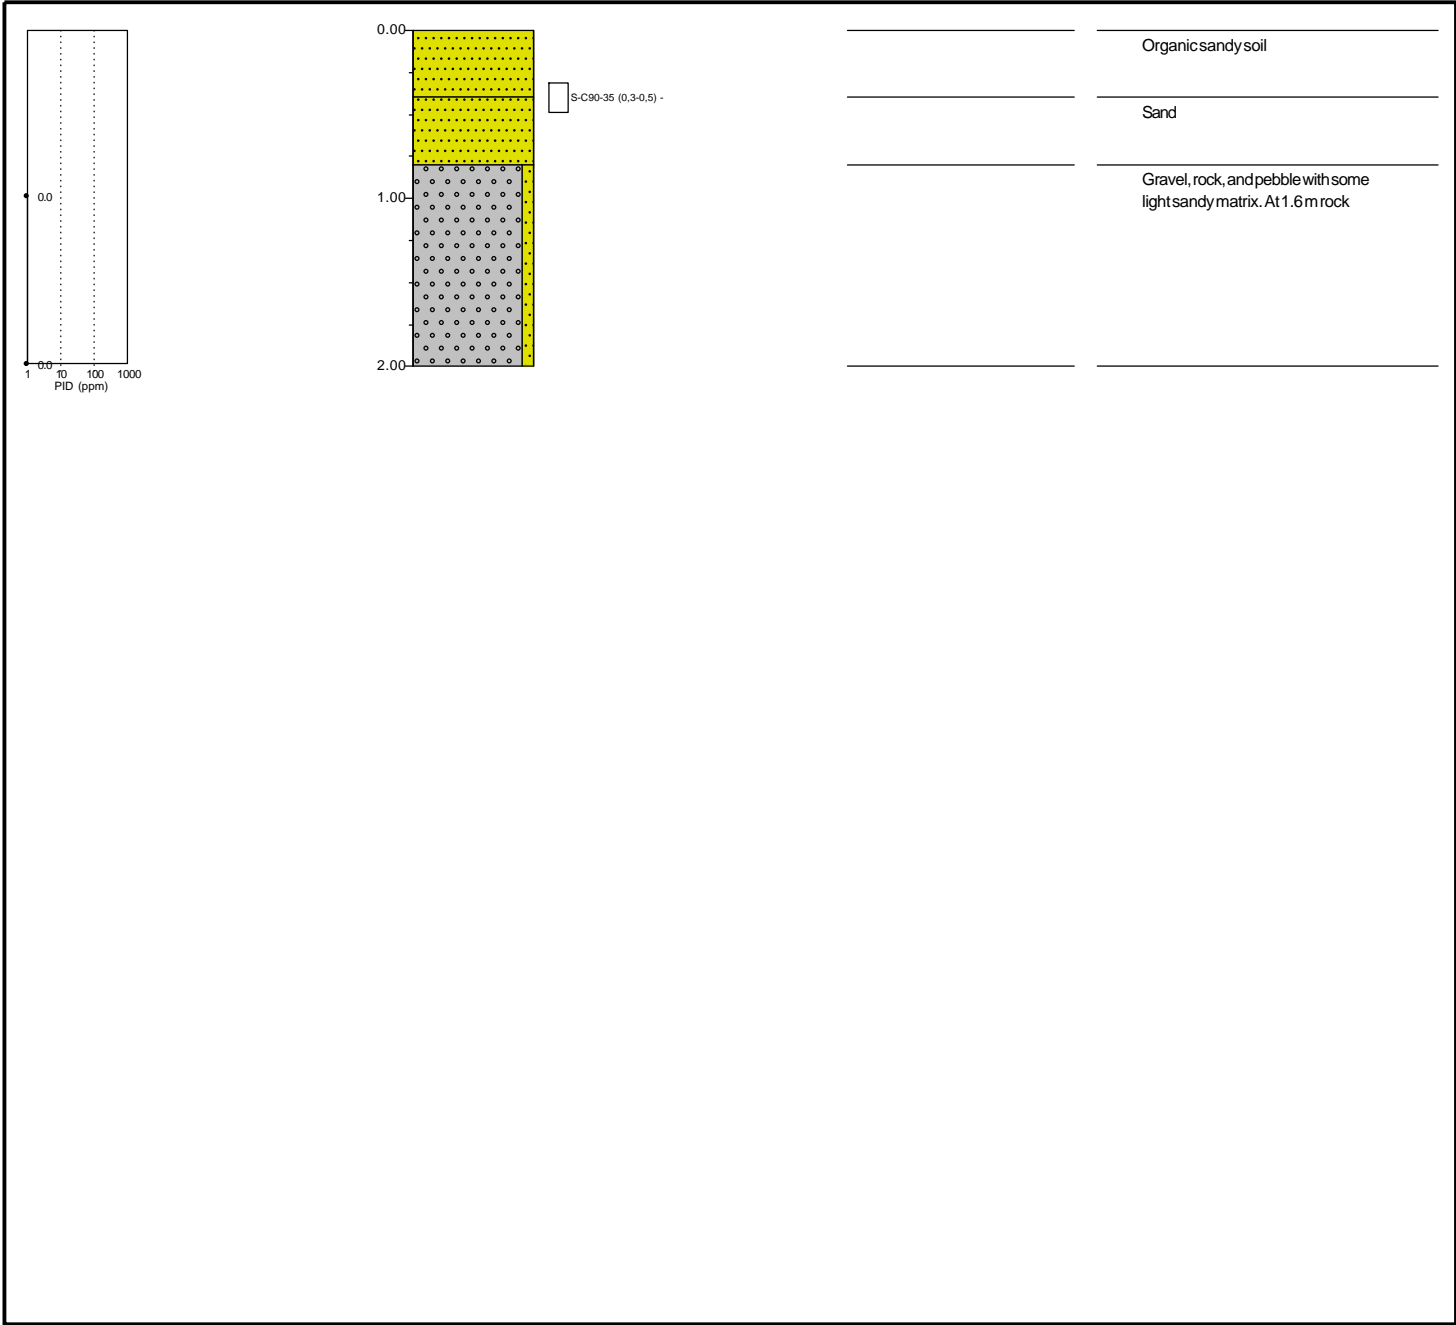 0.00
Organic sandy soil
S-C90-35 (0,3-0,5) -
Sand
Gravel, rock, and pebble with some
light sandy matrix. At 1.6 m rock
1.00
0.0
2.00
0.0
1 10 100 1000
PID (ppm)